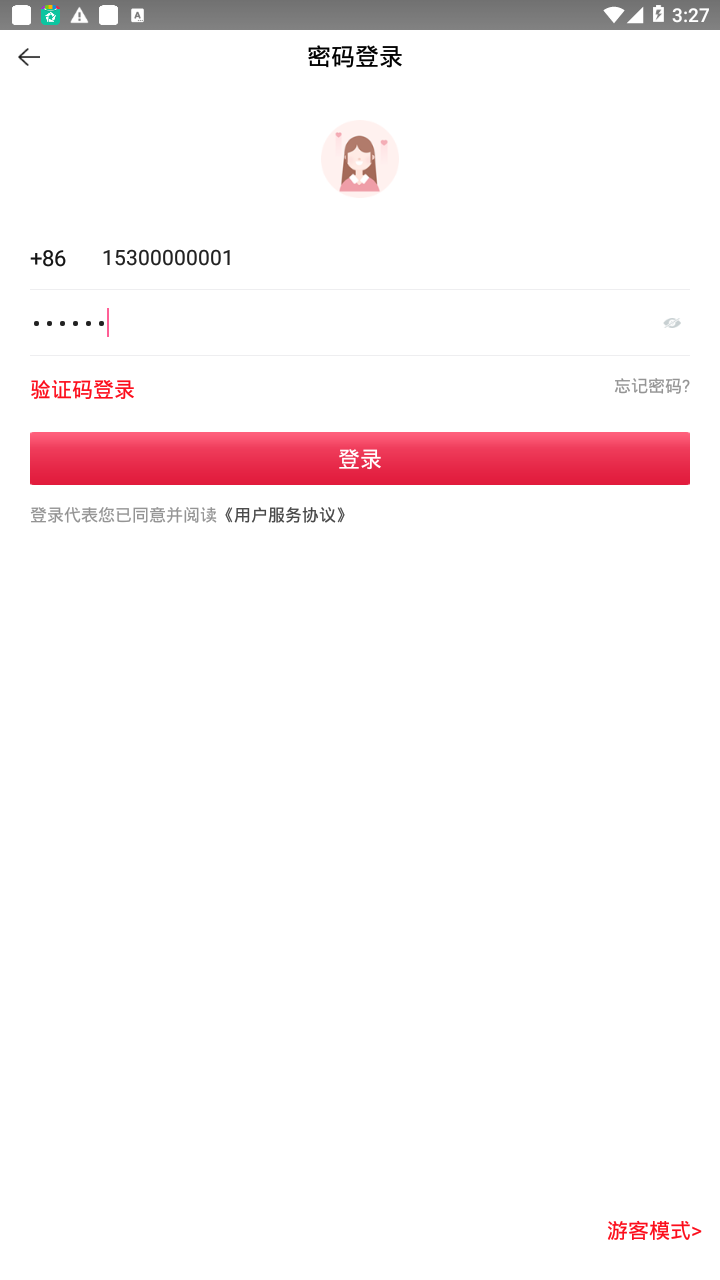 3:27
密码登录
+86 15300000001
••••••
验证码登录 忘记密码?
登录
登录代表您已同意并阅读《用户服务协议》
游客模式>